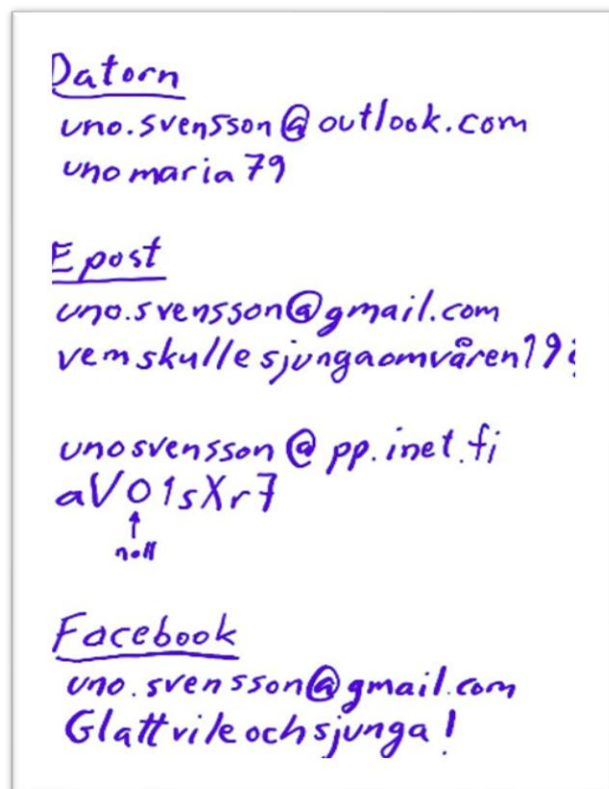 Datorn
uno.svensson@outlook.com
unomaria79
Epost
uno.svensson@gmail.com
vemskullesjungaomvåren19
unosvensson@pp.inet.fi
aV01sXr7
↑
noll
Facebook
uno.svensson@gmail.com
Glattvileochsjunga!